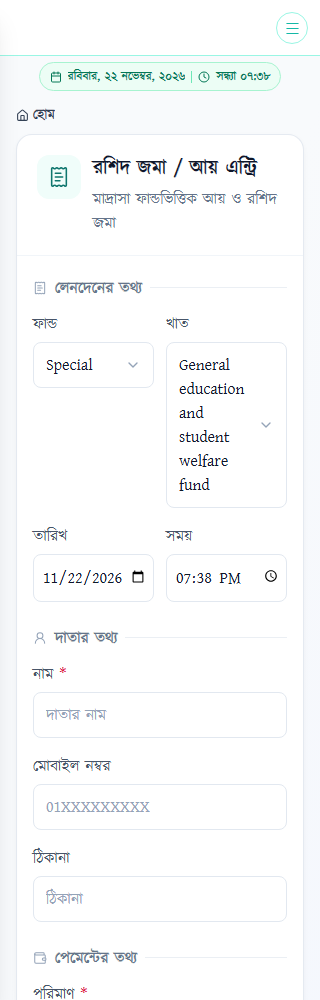 রবিবার, ২২ নভেম্বর, ২০২৬ | সন্ধ্যা ০৭:৩৮
হোম
রশিদ জমা / আয় এন্ট্রি
মাদ্রাসা ফান্ডভিত্তিক আয় ও রশিদ
জমা
লেনদেনের তথ্য
ফান্ড
খাত
Special
General
education
and
student
welfare
fund
তারিখ
সময়
11/22/2026
07:38 PM
দাতার তথ্য
নাম *
দাতার নাম
মোবাইল নম্বর
01XXXXXXXXX
ঠিকানা
ঠিকানা
পেমেন্টের তথ্য
পরিমাণ *